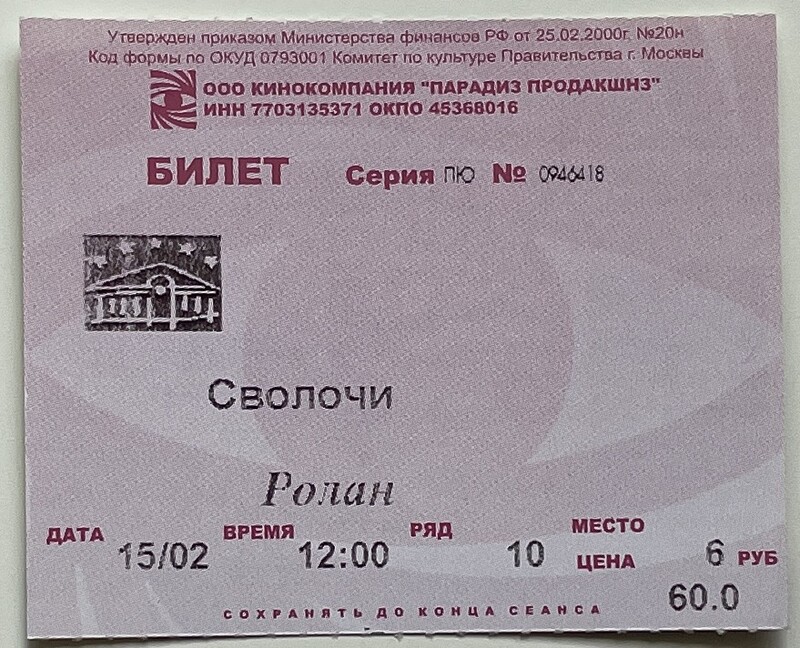 Утвержден приказом Министерства финансов РФ от 25.02.2000г. №20н
Код формы по ОКУД 0793001 Комитет по культуре Правительства г. Москвы
ООО КИНОКОМПАНИЯ "ПАРАДИЗ ПРОДАКШНЗ"
ИНН 7703135371 ОКПО 45368016
БИЛЕТ Серия ПЮ № 0946418
Сволочи
Ролан
ДАТА 15/02 ВРЕМЯ 12:00 РЯД 10 МЕСТО 6
ЦЕНА 60.0 РУБ
СОХРАНЯТЬ ДО КОНЦА СЕАНСА